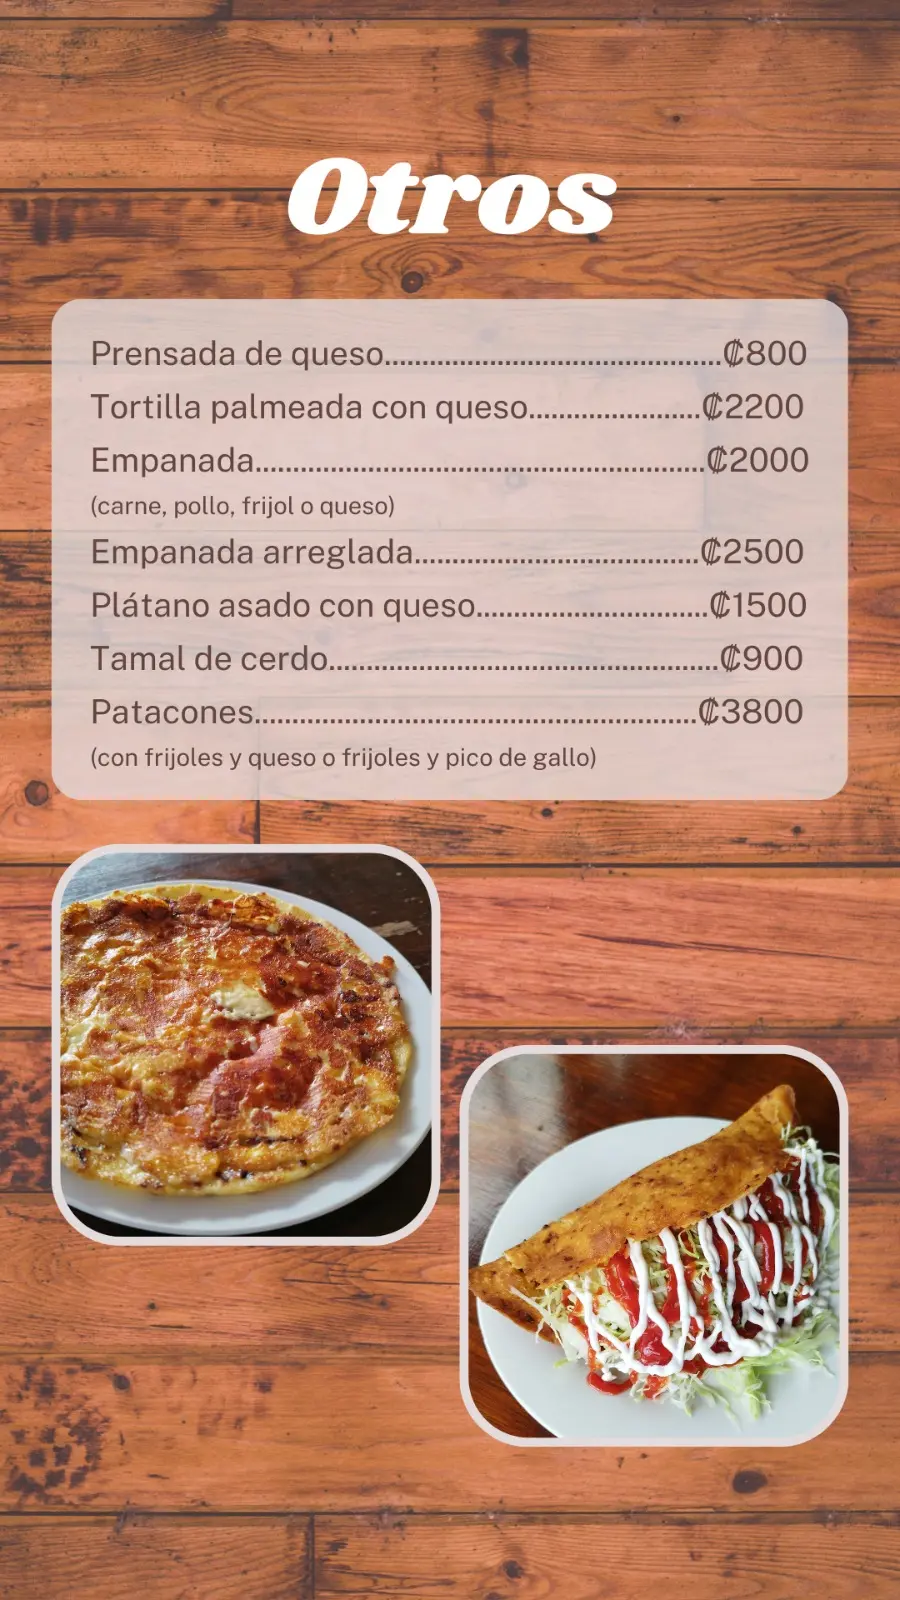 Otros
Prensada de queso.............................................₡800
Tortilla palmeada con queso.......................₡2200
Empanada............................................................₡2000
(carne, pollo, frijol o queso)
Empanada arreglada......................................₡2500
Plátano asado con queso...............................₡1500
Tamal de cerdo....................................................₡900
Patacones...........................................................₡3800
(con frijoles y queso o frijoles y pico de gallo)